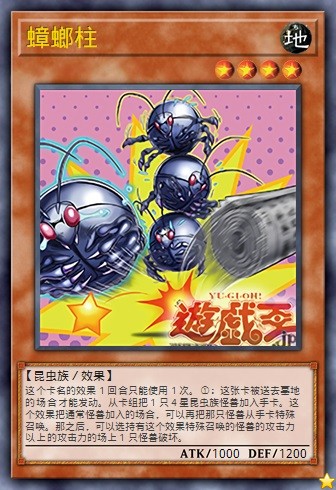 蟑螂柱
地
YU-GI-OH!
遊戯王
JP
【昆虫族／效果】
这个卡名的效果1回合只能使用1次。①：这张卡被送去墓地
的场合才能发动。从卡组把1只4星昆虫族怪兽加入手卡。这
个效果把通常怪兽加入的场合，可以再把那只怪兽从手卡特殊
召唤。那之后，可以选持有这个效果特殊召唤的怪兽的攻击力
以上的攻击力的场上1只怪兽破坏。
ATK/1000 DEF/1200